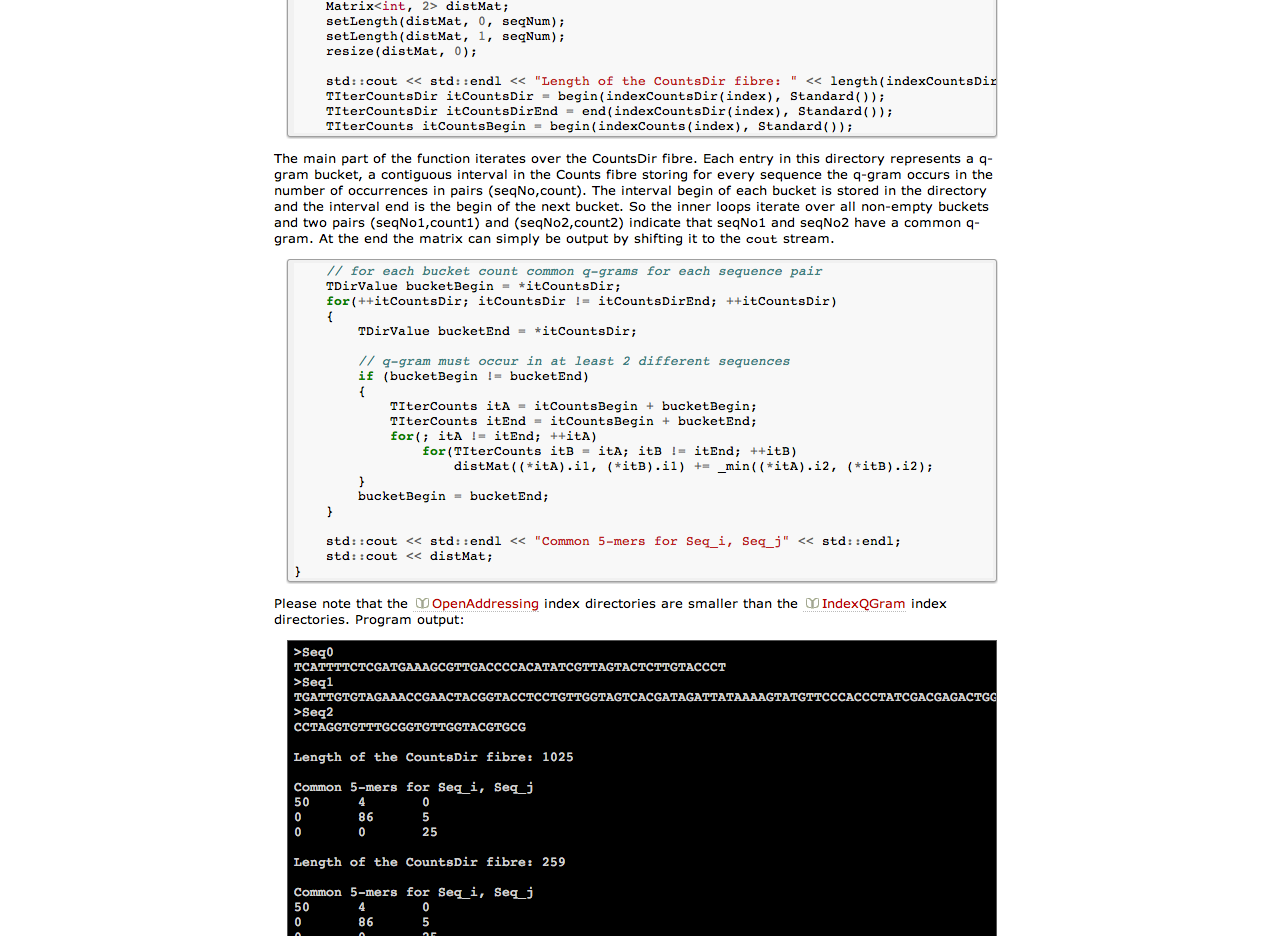 Matrix<int, 2> distMat;
setLength(distMat, 0, seqNum);
setLength(distMat, 1, seqNum);
resize(distMat, 0);
std::cout << std::endl << "Length of the CountsDir fibre: " << length(indexCountsDir
TIterCountsDir itCountsDir = begin(indexCountsDir(index), Standard());
TIterCountsDir itCountsDirEnd = end(indexCountsDir(index), Standard());
TIterCounts itCountsBegin = begin(indexCounts(index), Standard());
The main part of the function iterates over the CountsDir fibre. Each entry in this directory represents a q-
gram bucket, a contiguous interval in the Counts fibre storing for every sequence the q-gram occurs in the
number of occurrences in pairs (seqNo,count). The interval begin of each bucket is stored in the directory
and the interval end is the begin of the next bucket. So the inner loops iterate over all non-empty buckets
and two pairs (seqNo1,count1) and (seqNo2,count2) indicate that seqNo1 and seqNo2 have a common q-
gram. At the end the matrix can simply be output by shifting it to the cout stream.
// for each bucket count common q-grams for each sequence pair
TDirValue bucketBegin = *itCountsDir;
for(++itCountsDir; itCountsDir != itCountsDirEnd; ++itCountsDir)
{
TDirValue bucketEnd = *itCountsDir;
// q-gram must occur in at least 2 different sequences
if (bucketBegin != bucketEnd)
{
TIterCounts itA = itCountsBegin + bucketBegin;
TIterCounts itEnd = itCountsBegin + bucketEnd;
for(; itA != itEnd; ++itA)
for(TIterCounts itB = itA; itB != itEnd; ++itB)
distMat((*itA).i1, (*itB).i1) += _min((*itA).i2, (*itB).i2);
}
bucketBegin = bucketEnd;
}
std::cout << std::endl << "Common 5-mers for Seq_i, Seq_j" << std::endl;
std::cout << distMat;
}
Please note that the OpenAddressing index directories are smaller than the IndexQGram index
directories. Program output:
>Seq0
TCATTTTCTCGATGAAAGCGTTGACCCCACATATCGTTAGTACTCTTGTACCCT
>Seq1
TGATTGTGTAGAAACCGAACTACGGTACCTCCTGTTGGTAGTCACGATAGATTATAAAAGTATGTTCCCACCCTATCGACGAGACTGG
>Seq2
CCTAGGTGTTTGCGGTGTTGGTACGTGCG
Length of the CountsDir fibre: 1025
Common 5-mers for Seq_i, Seq_j
50 4 0
0 86 5
0 0 25
Length of the CountsDir fibre: 259
Common 5-mers for Seq_i, Seq_j
50 4 0
0 86 5
0 0 25